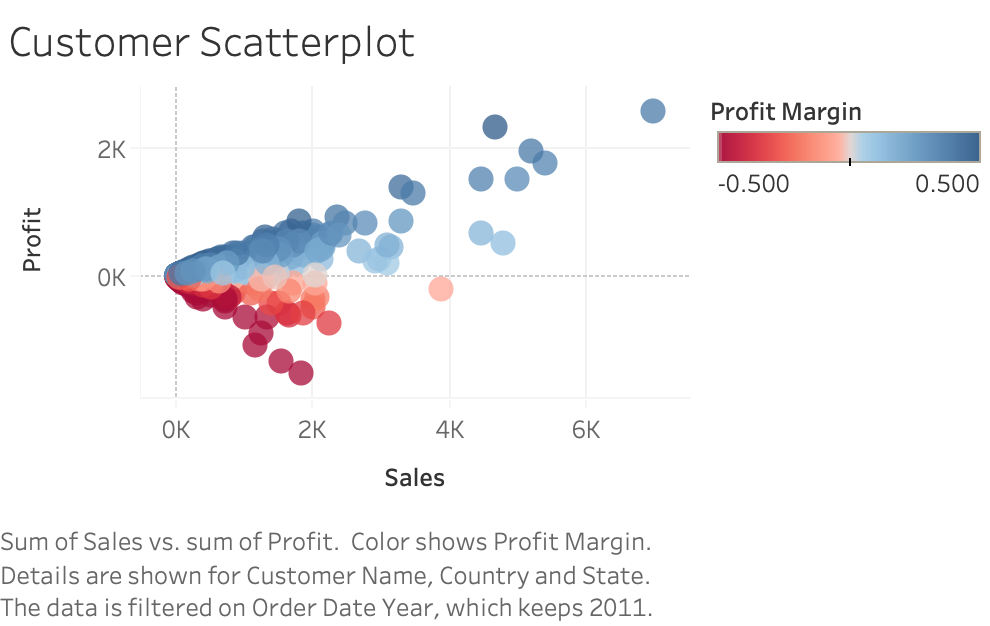 Customer Scatterplot
Profit Margin
-0.500 0.500
Profit
2K
0K
0K 2K 4K 6K
Sales
Sum of Sales vs. sum of Profit.  Color shows Profit Margin.
Details are shown for Customer Name, Country and State.
The data is filtered on Order Date Year, which keeps 2011.